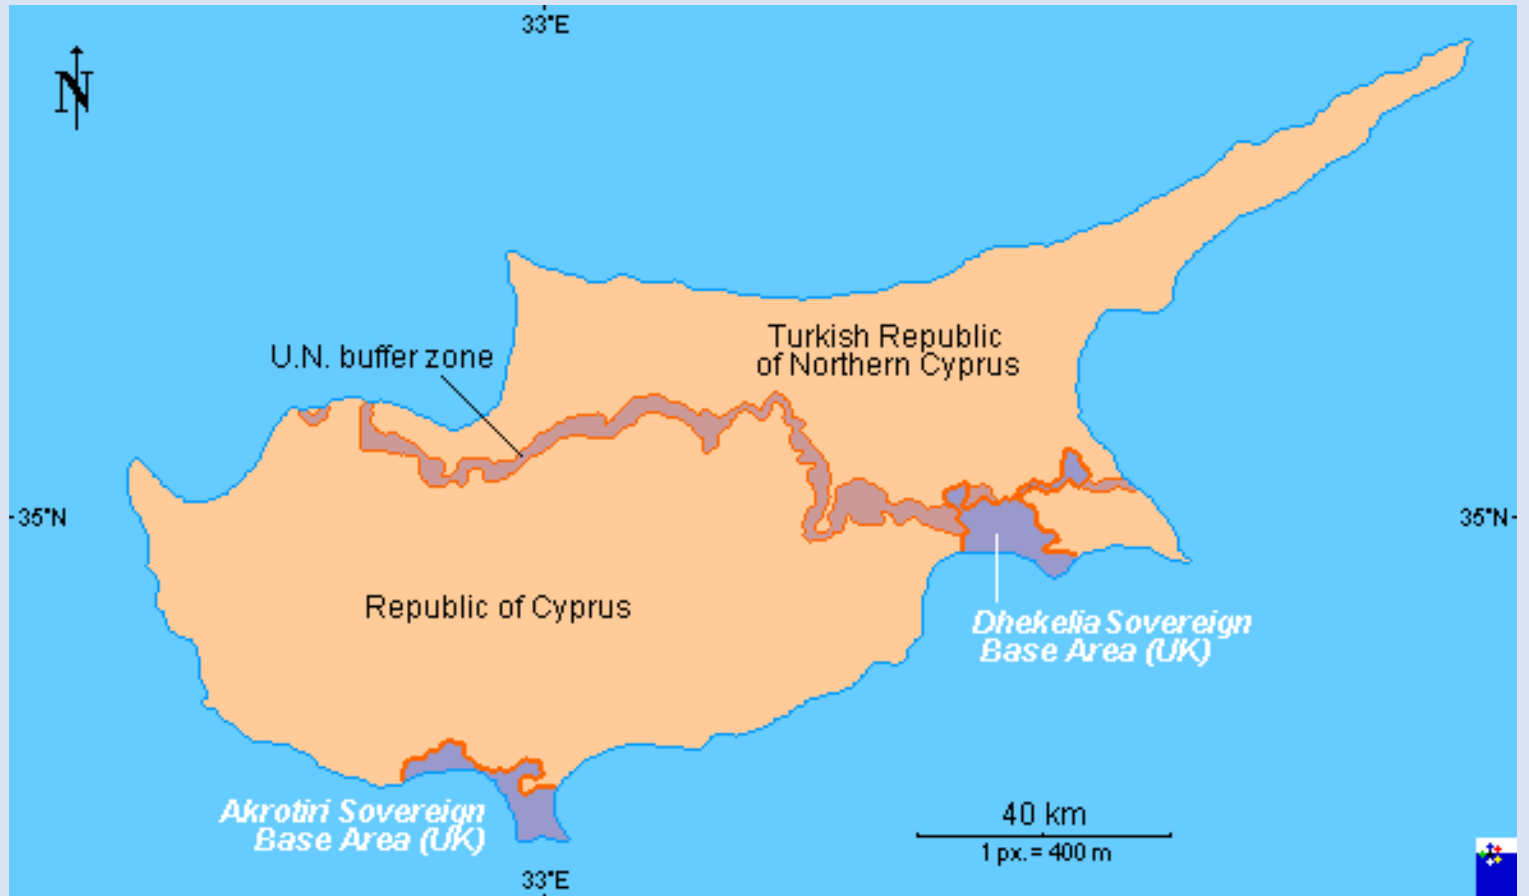 33°E
N
Turkish Republic
of Northern Cyprus
U.N. buffer zone
35°N
35°N
Republic of Cyprus
Dhekelia Sovereign
Base Area (UK)
Akrotiri Sovereign
Base Area (UK)
40 km
1 px. = 400 m
33°E